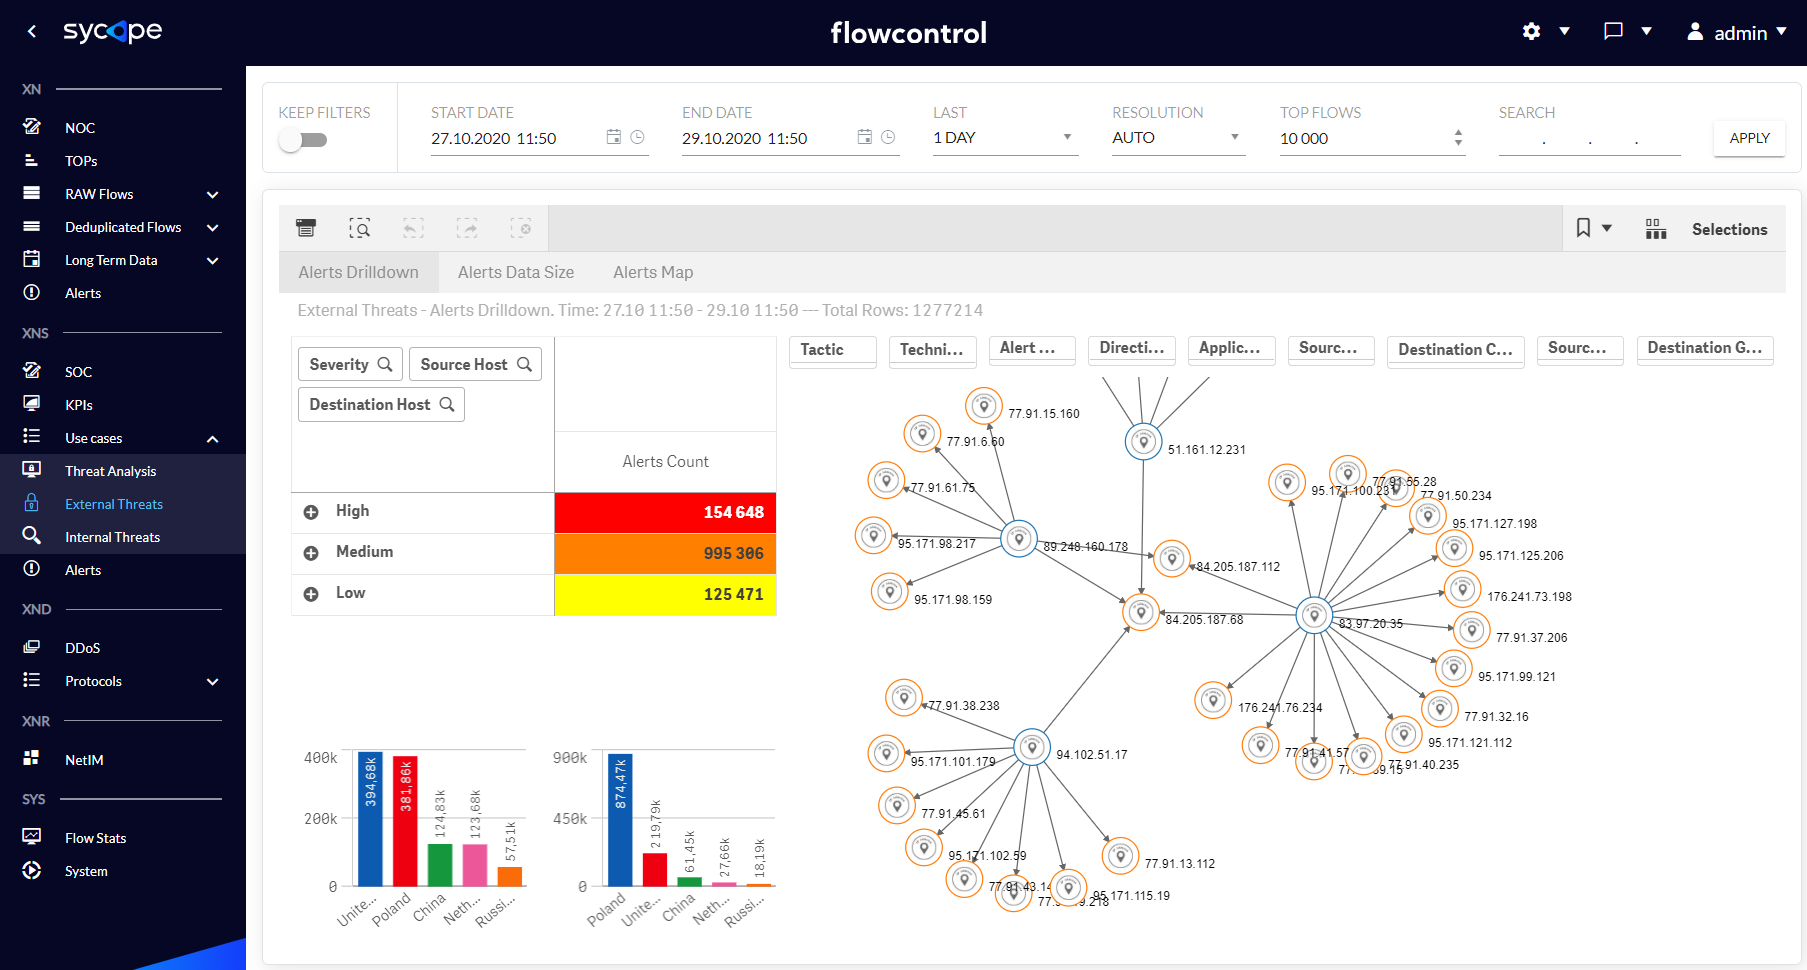 sycope
flowcontrol
admin
XN
NOC
TOPs
RAW Flows
Deduplicated Flows
Long Term Data
Alerts
XNS
SOC
KPIs
Use cases
Threat Analysis
External Threats
Internal Threats
Alerts
XND
DDoS
Protocols
XNR
NetIM
SYS
Flow Stats
System
KEEP FILTERS
START DATE
27.10.2020 11:50
END DATE
29.10.2020 11:50
LAST
1 DAY
RESOLUTION
AUTO
TOP FLOWS
10 000
SEARCH
. . .
APPLY
Selections
Alerts Drilldown
Alerts Data Size
Alerts Map
External Threats - Alerts Drilldown. Time: 27.10 11:50 - 29.10 11:50 --- Total Rows: 1277214
Severity
Source Host
Destination Host
Alerts Count
High 154 648
Medium 995 306
Low 125 471
Tactic
Techni...
Alert ...
Directi...
Applic...
Sourc...
Destination C...
Sourc...
Destination G...
77.91.15.160
77.91.6.60
77.91.61.75
95.171.98.217
95.171.98.159
89.248.160.178
51.161.12.231
84.205.187.112
84.205.187.68
95.171.100.231
77.91.55.28
77.91.50.234
95.171.127.198
95.171.125.206
176.241.73.198
83.97.20.35
77.91.37.206
95.171.99.121
77.91.32.16
95.171.121.112
77.91.40.235
77.91.41.57
176.241.76.234
77.91.38.238
94.102.51.17
95.171.101.179
77.91.45.61
95.171.102.59
77.91.43.14
95.171.115.19
77.91.13.112
400k
200k
0
394,68k
381,86k
124,83k
123,68k
57,51k
Unite...
Poland
China
Neth...
Russi...
900k
450k
0
874,47k
219,79k
61,45k
27,66k
18,19k
Poland
Unite...
China
Neth...
Russi...